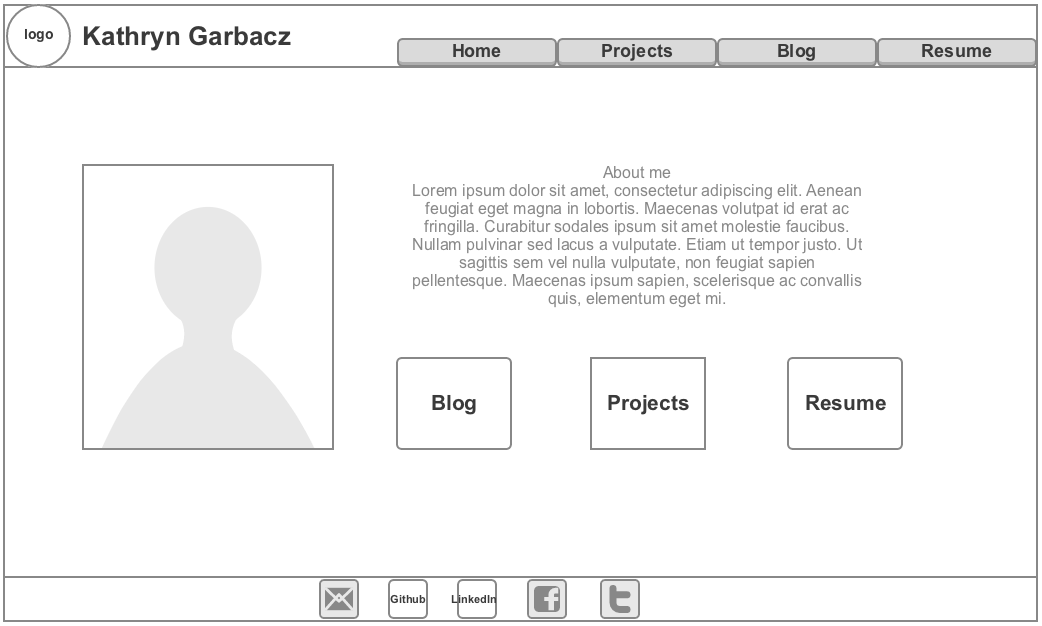 logo
Kathryn Garbacz
Home
Projects
Blog
Resume
About me
Lorem ipsum dolor sit amet, consectetur adipiscing elit. Aenean
feugiat eget magna in lobortis. Maecenas volutpat id erat ac
fringilla. Curabitur sodales ipsum sit amet molestie faucibus.
Nullam pulvinar sed lacus a vulputate. Etiam ut tempor justo. Ut
sagittis sem vel nulla vulputate, non feugiat sapien
pellentesque. Maecenas ipsum sapien, scelerisque ac convallis
quis, elementum eget mi.
Blog
Projects
Resume
Github
LinkedIn